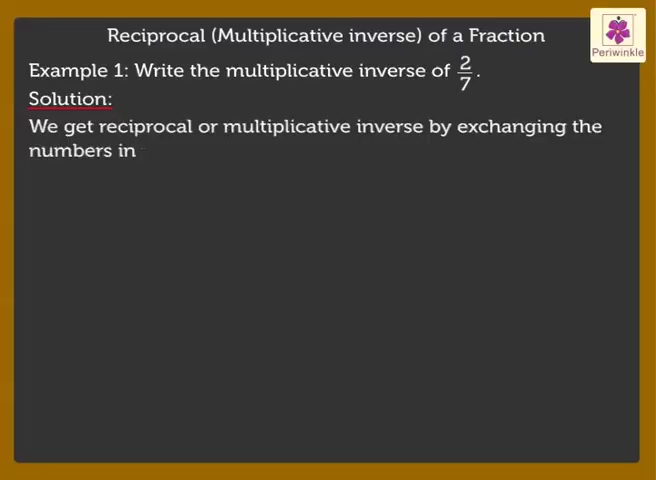 Reciprocal (Multiplicative inverse) of a Fraction
Periwinkle
Example 1: Write the multiplicative inverse of 2/7.
Solution:
We get reciprocal or multiplicative inverse by exchanging the
numbers in